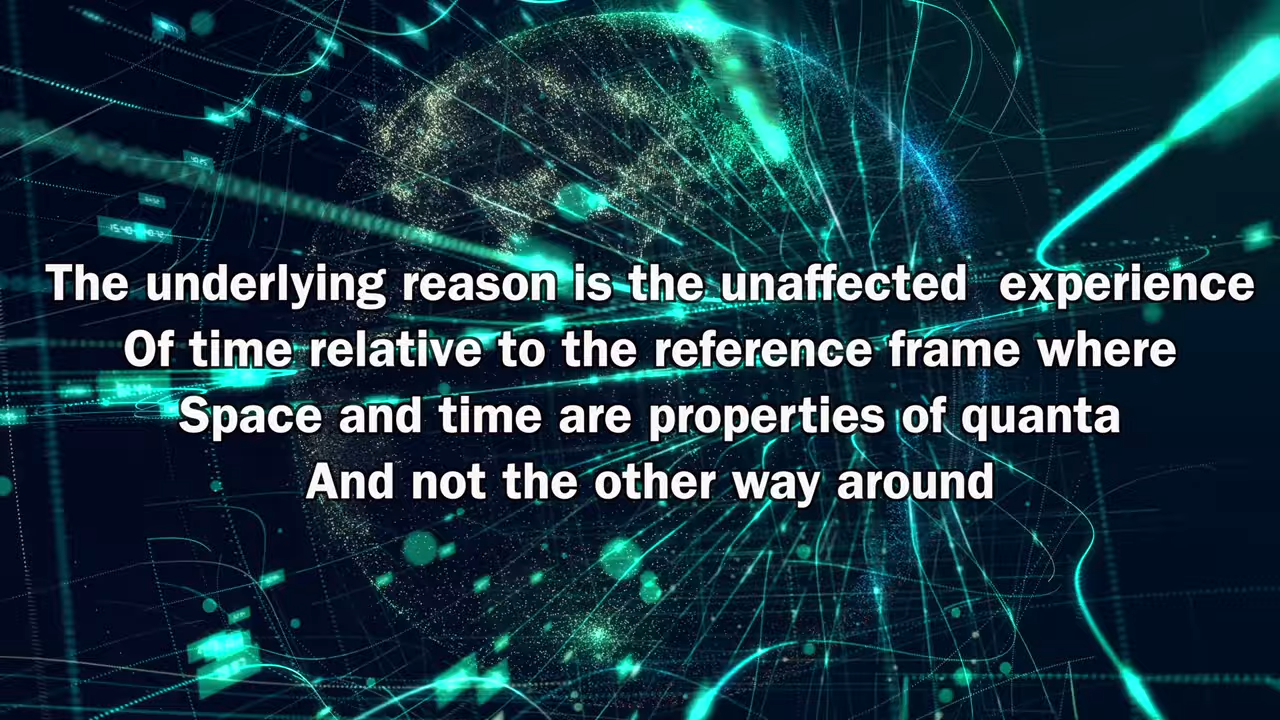 The underlying reason is the unaffected  experience
Of time relative to the reference frame where
Space and time are properties of quanta
And not the other way around